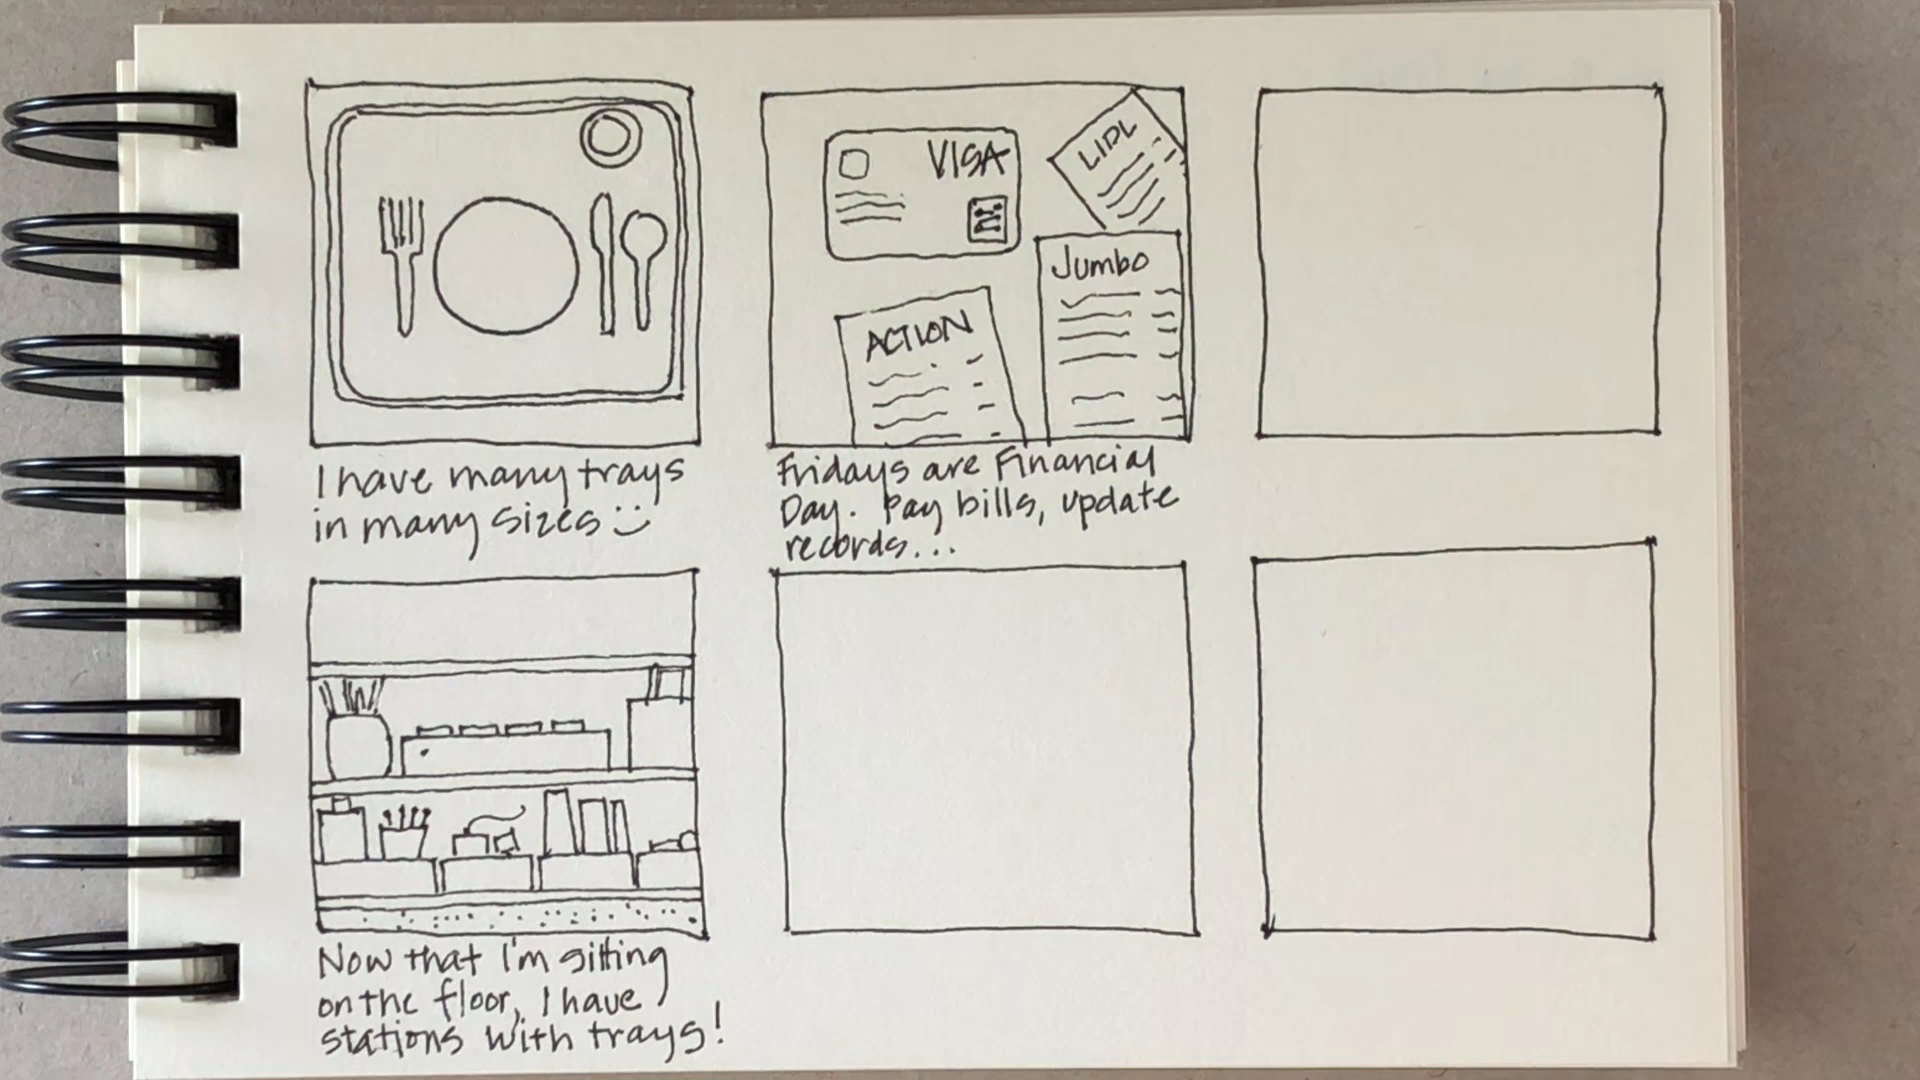 VISA
LIDL
Jumbo
ACTION
I have many trays
in many sizes :)
Fridays are Financial
Day. Pay bills, update
records...
Now that I'm sitting
on the floor, I have
stations with trays!